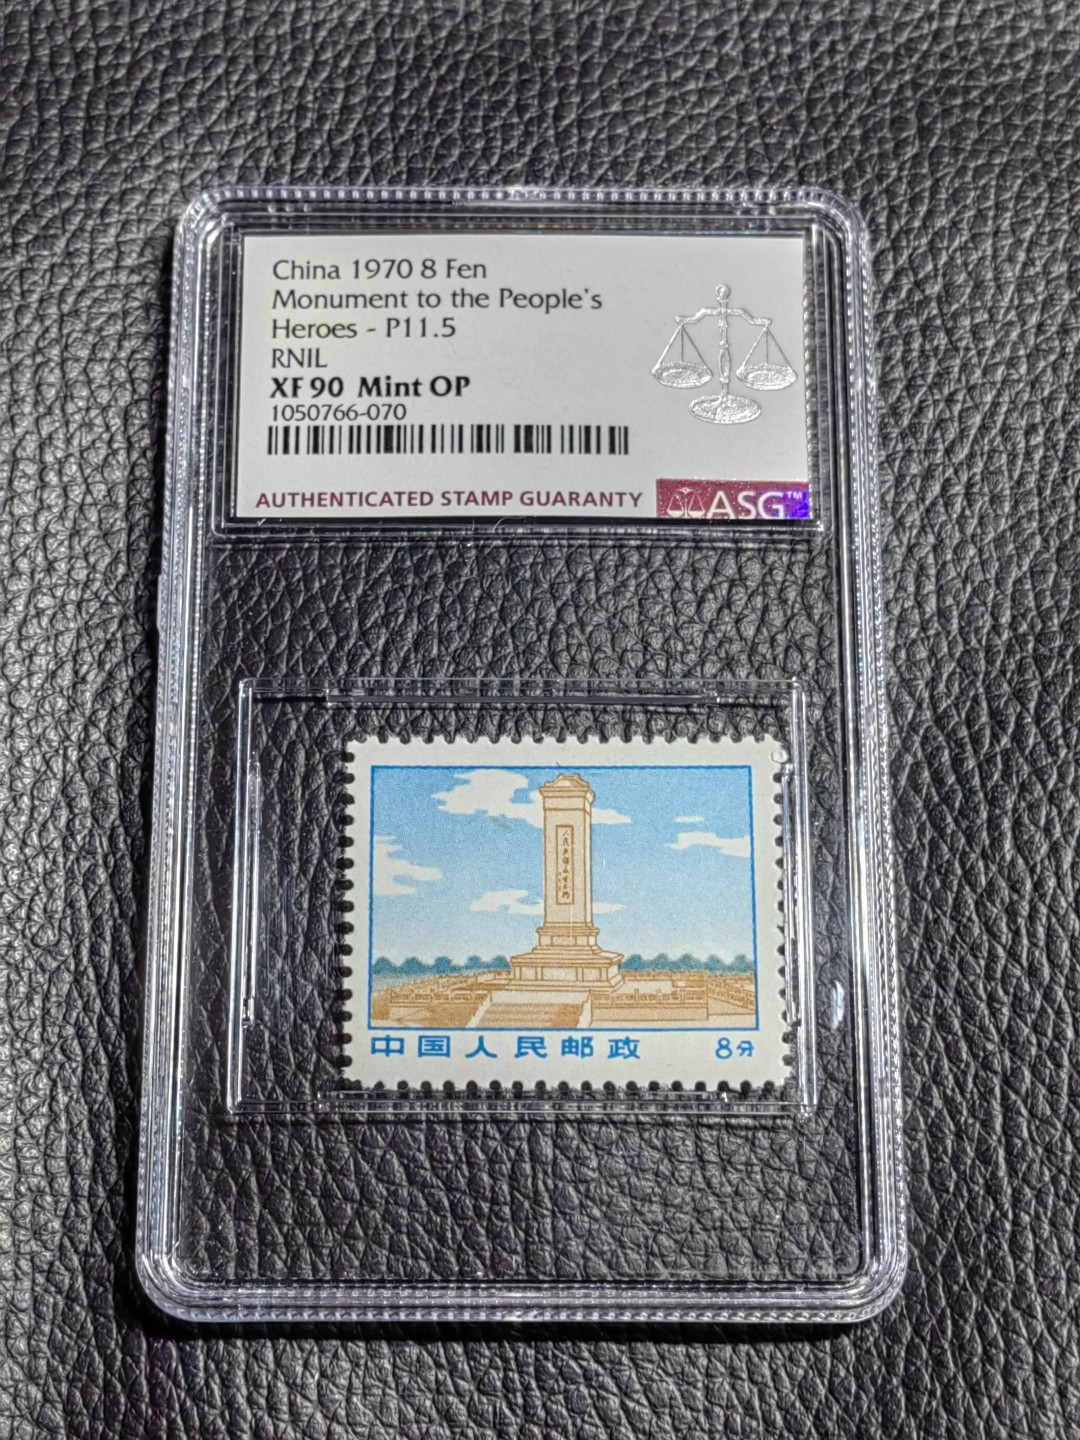 China 1970 8 Fen
Monument to the People's
Heroes - P11.5
RNIL
XF 90 Mint OP
1050766-070
AUTHENTICATED STAMP GUARANTY
ASG™
中国人民邮政 8分